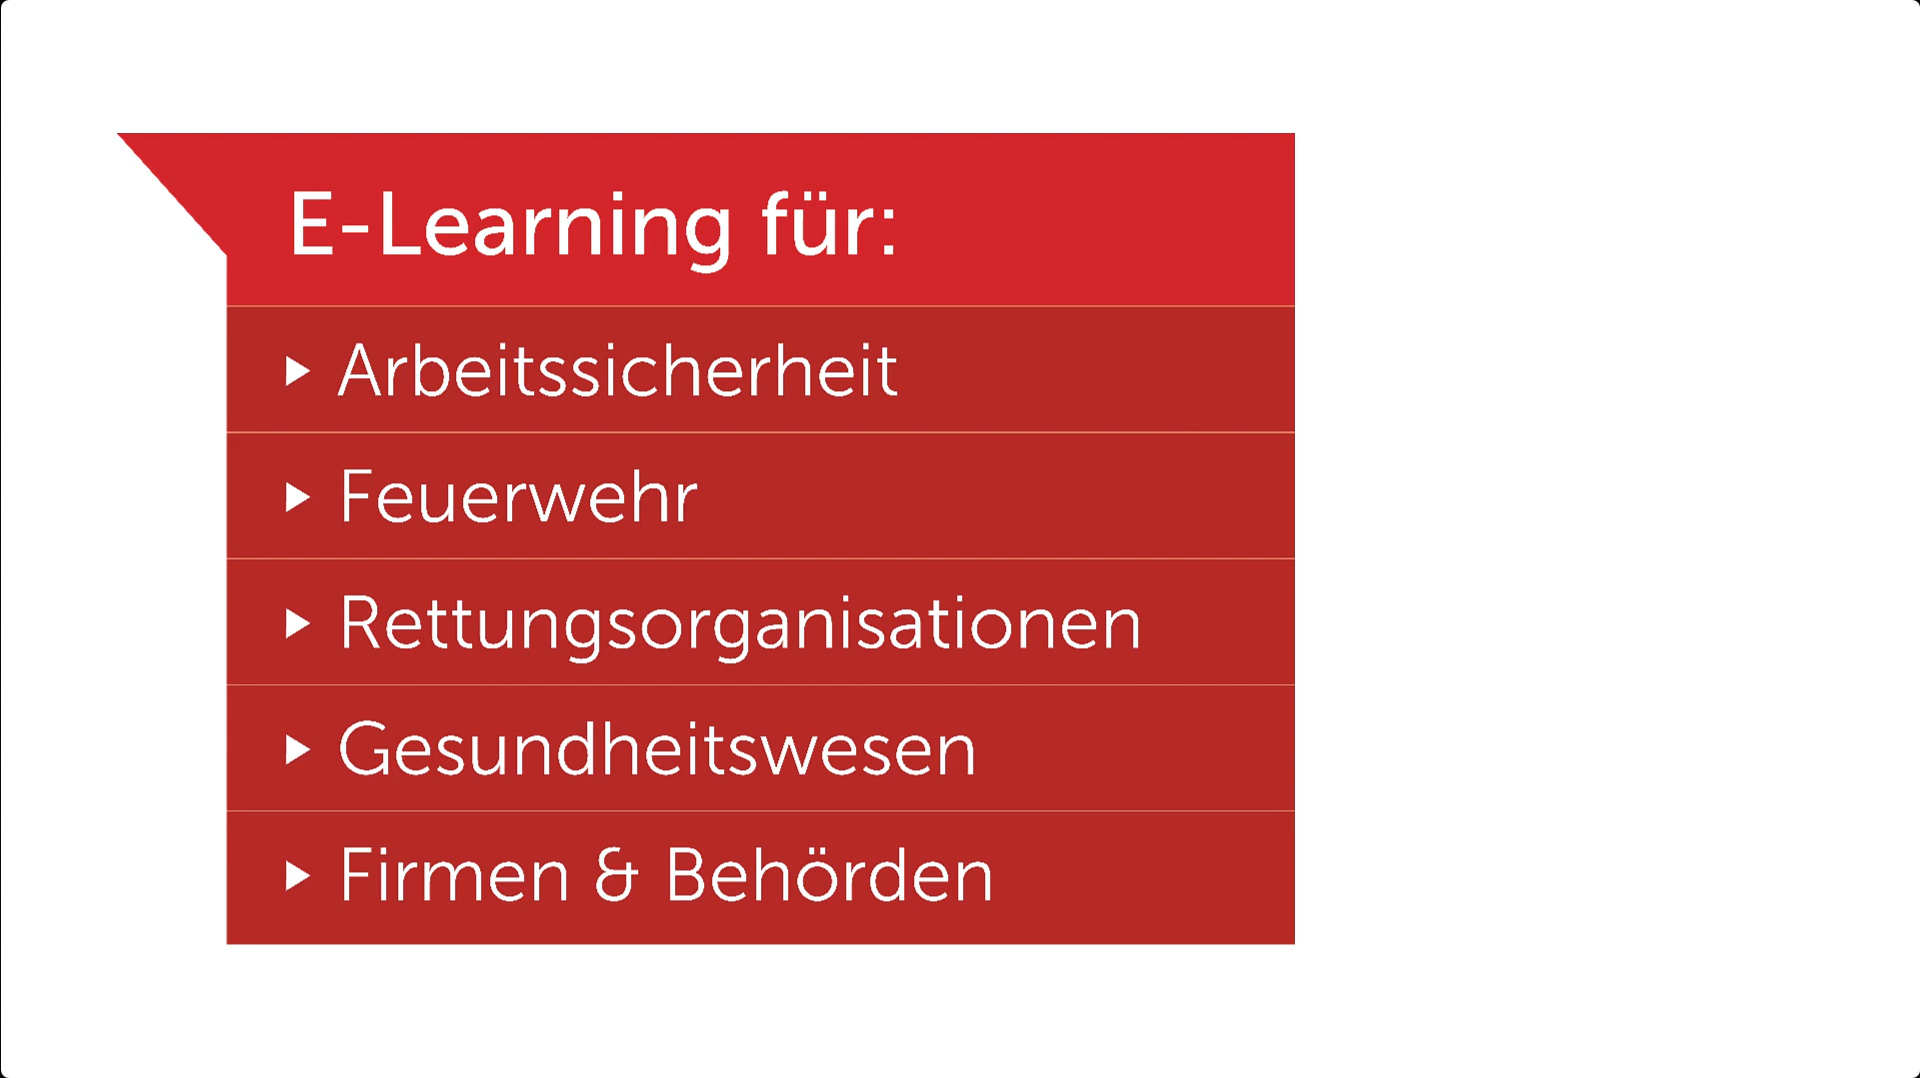 E-Learning für:
Arbeitssicherheit
Feuerwehr
Rettungsorganisationen
Gesundheitswesen
Firmen & Behörden